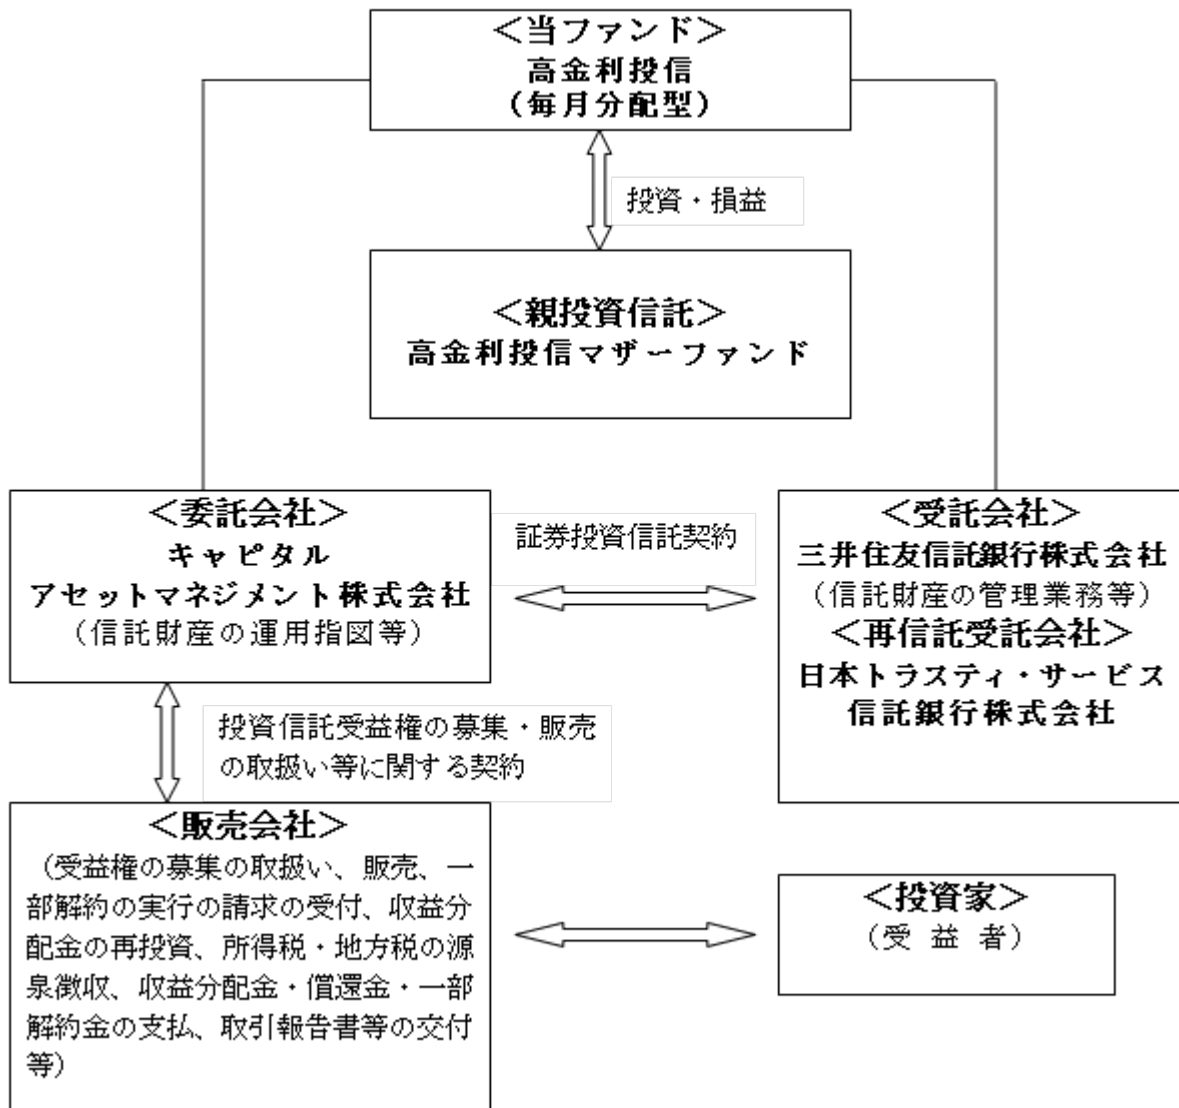 ＜当ファンド＞
高金利投信
（毎月分配型）
投資・損益
＜親投資信託＞
高金利投信マザーファンド
＜委託会社＞
キャピタル
アセットマネジメント株式会社
（信託財産の運用指図等）
証券投資信託契約
＜受託会社＞
三井住友信託銀行株式会社
（信託財産の管理業務等）
＜再信託受託会社＞
日本トラスティ・サービス
信託銀行株式会社
投資信託受益権の募集・販売
の取扱い等に関する契約
＜販売会社＞
（受益権の募集の取扱い、販売、一
部解約の実行の請求の受付、収益分
配金の再投資、所得税・地方税の源
泉徴収、収益分配金・償還金・一部
解約金の支払、取引報告書等の交付
等）
＜投資家＞
（受 益 者）